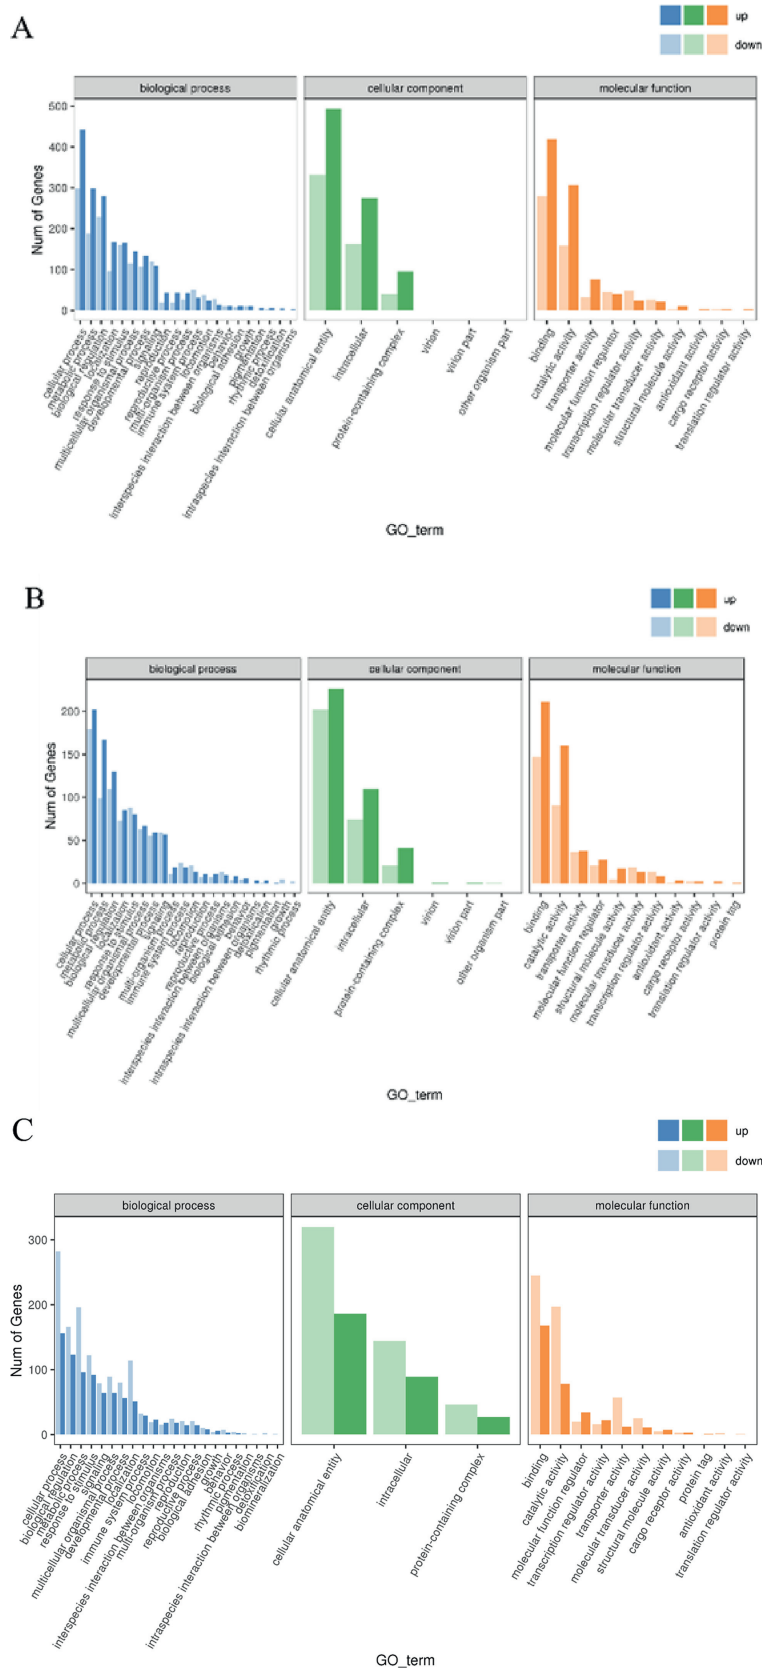 A
up
down
biological process
cellular component
molecular function
Num of Genes
500
400
300
200
100
0
cellular process
metabolic process
biological regulation
localization
response to stimulus
multicellular organismal process
developmental process
signaling
reproduction
reproductive process
multi-organism process
immune system process
locomotion
interspecies interaction between organisms
behavior
biological adhesion
growth
pigmentation
rhythmic process
detoxification
intraspecies interaction between organisms
cellular anatomical entity
intracellular
protein-containing complex
virion
virion part
other organism part
binding
catalytic activity
transporter activity
molecular function regulator
transcription regulator activity
molecular transducer activity
structural molecule activity
antioxidant activity
cargo receptor activity
translation regulator activity
GO_term
B
up
down
biological process
cellular component
molecular function
Num of Genes
200
150
100
50
0
cellular process
metabolic process
biological regulation
localization
response to stimulus
multicellular organismal process
developmental process
signaling
multi-organism process
immune system process
locomotion
reproduction
reproductive process
interspecies interaction between organisms
biological adhesion
behavior
intraspecies interaction between organisms
detoxification
pigmentation
growth
rhythmic process
cellular anatomical entity
intracellular
protein-containing complex
virion
virion part
other organism part
binding
catalytic activity
transporter activity
molecular function regulator
structural molecule activity
molecular transducer activity
transcription regulator activity
antioxidant activity
cargo receptor activity
translation regulator activity
protein tag
GO_term
C
up
down
biological process
cellular component
molecular function
Num of Genes
300
200
100
0
cellular process
biological regulation
metabolic process
response to stimulus
signaling
multicellular organismal process
developmental process
localization
immune system process
locomotion
interspecies interaction between organisms
multi-organism process
reproduction
reproductive process
biological adhesion
growth
behavior
rhythmic process
pigmentation
intraspecies interaction between organisms
detoxification
biomineralization
cellular anatomical entity
intracellular
protein-containing complex
binding
catalytic activity
molecular function regulator
transcription regulator activity
transporter activity
molecular transducer activity
structural molecule activity
cargo receptor activity
protein tag
antioxidant activity
translation regulator activity
GO_term